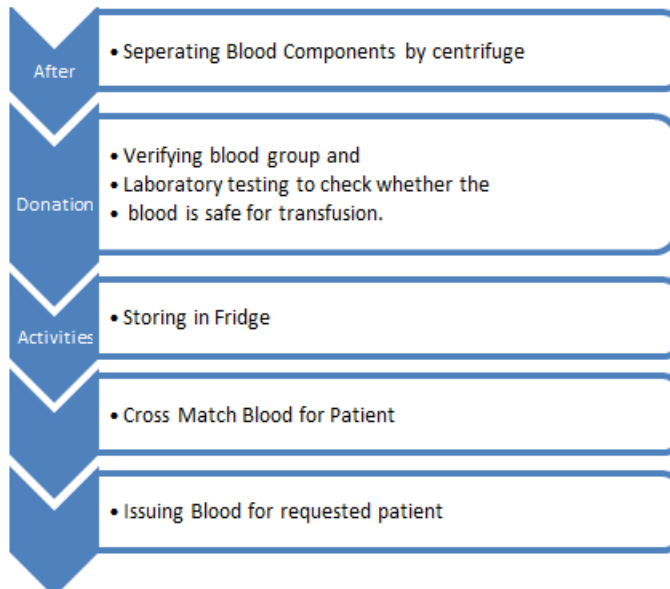 After
• Seperating Blood Components by centrifuge
Donation
• Verifying blood group and
• Laboratory testing to check whether the
• blood is safe for transfusion.
Activities
• Storing in Fridge
• Cross Match Blood for Patient
• Issuing Blood for requested patient